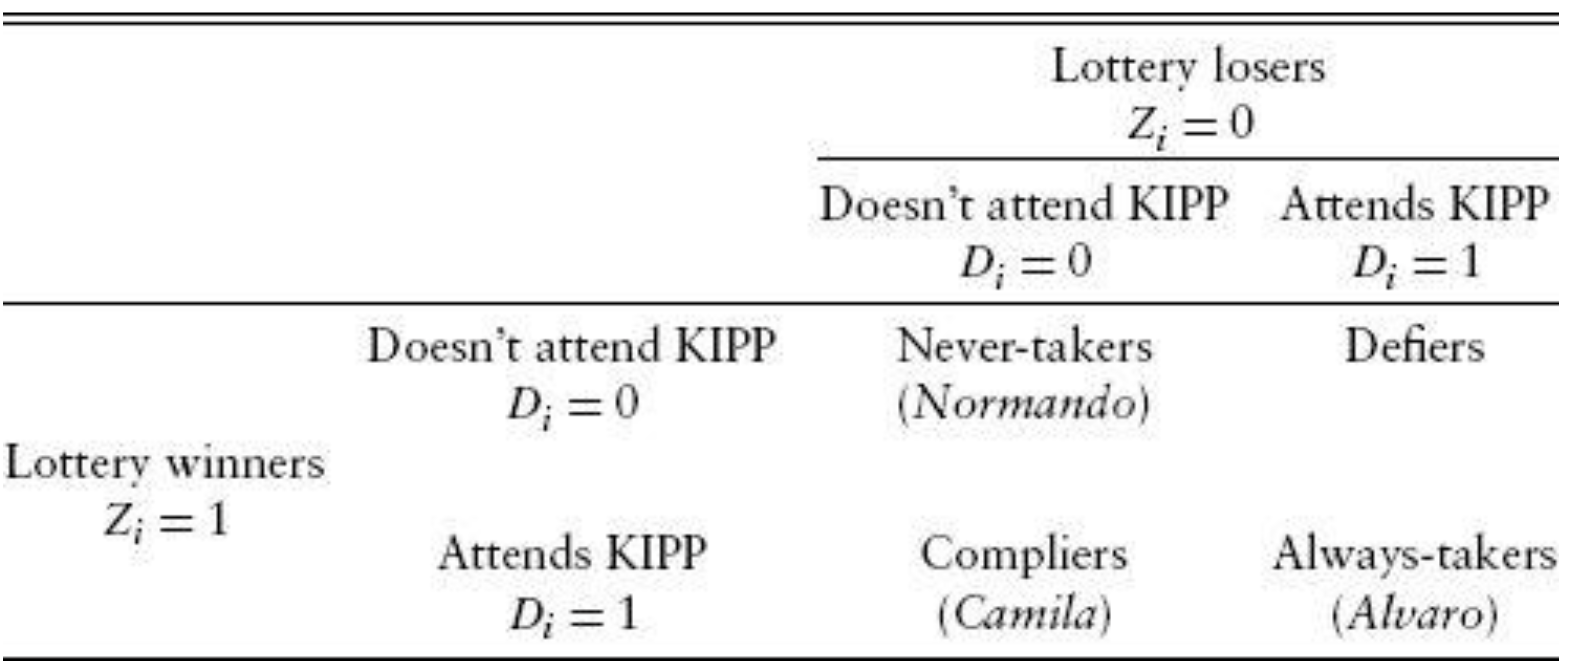 Lottery losers
Z_i = 0
Doesn't attend KIPP Attends KIPP
D_i = 0 D_i = 1
Doesn't attend KIPP Never-takers Defiers
D_i = 0 (Normando)
Lottery winners
Z_i = 1
Attends KIPP Compliers Always-takers
D_i = 1 (Camila) (Alvaro)